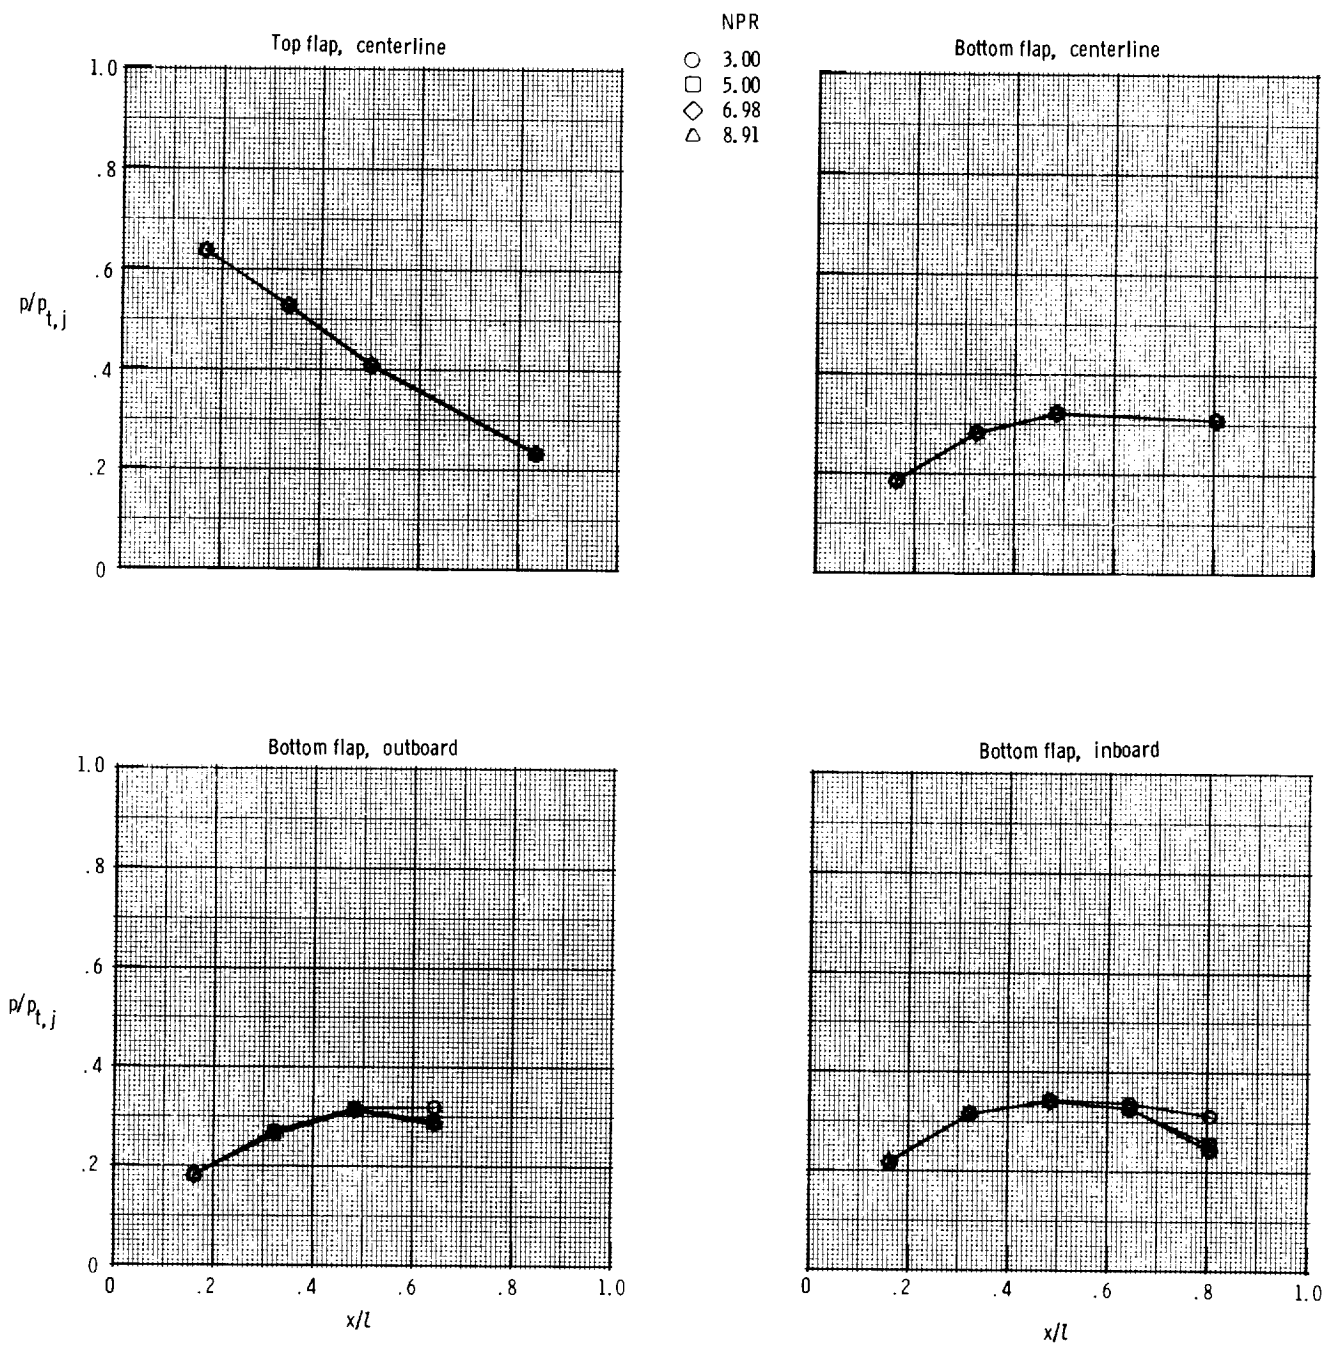 NPR
3.00
5.00
6.98
8.91
Top flap, centerline
Bottom flap, centerline
1.0
.8
.6
p/p t, j
.4
.2
0
Bottom flap, outboard
Bottom flap, inboard
1.0
.8
.6
p/p t, j
.4
.2
0
0 .2 .4 .6 .8 1.0
x/l
0 .2 .4 .6 .8 1.0
x/l